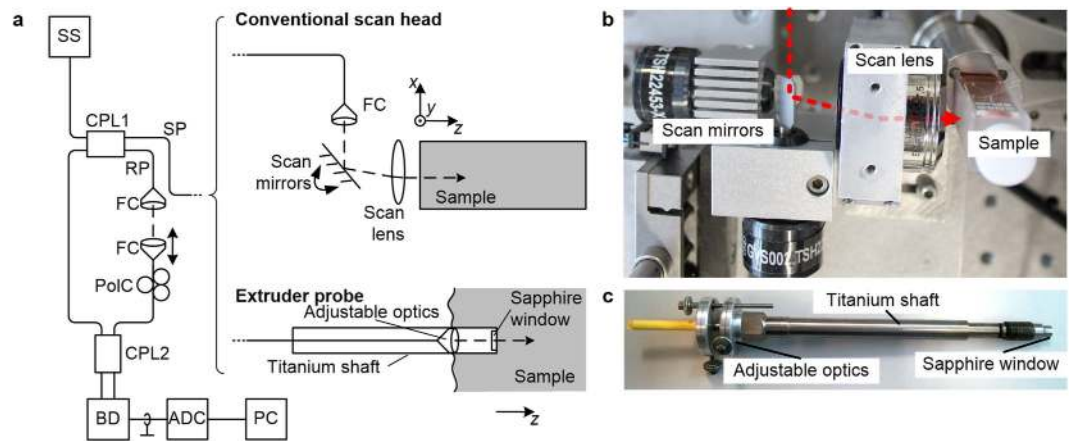 a
Conventional scan head
SS
CPL1
SP
RP
FC
FC
PolC
CPL2
BD
ADC
PC
FC
x
y
z
Scan
mirrors
Scan
lens
Sample
Extruder probe
Adjustable optics
Sapphire
window
Titanium shaft
Sample
z
b
Scan lens
Scan mirrors
Sample
TSH22453-X
GVS002
c
Titanium shaft
Adjustable optics
Sapphire window